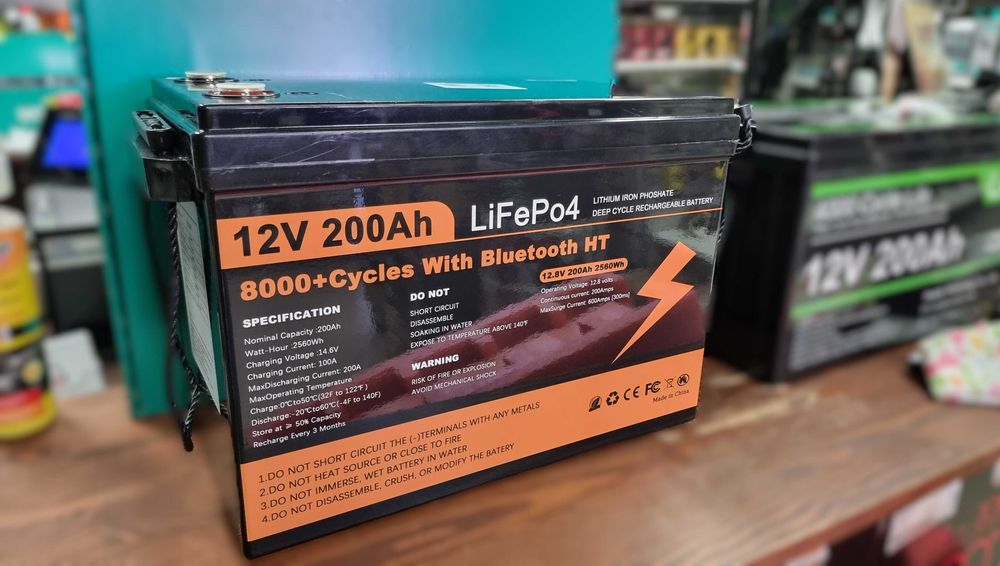 12V 200Ah
LiFePo4
LITHIUM IRON PHOSHATE
DEEP CYCLE RECHARGEABLE BATTERY
8000+Cycles With Bluetooth HT
SPECIFICATION
Nominal Capacity :200Ah
Watt-Hour :2560Wh
Charging Voltage :14.6V
Charging Current: 100A
MaxDischarging Current: 200A
MaxOperating Temperature
Charge:0℃to50℃(32F to 122°F)
Discharge:-20℃to60℃(-4F to 140F)
Store at ≥ 50% Capacity
Recharge Every 3 Months
DO NOT
SHORT CIRCUIT
DISASSEMBLE
SOAKING IN WATER
EXPOSE TO TEMPERATURE ABOVE 140°F
WARNING
RISK OF FIRE OR EXPLOSION
AVOID MECHANICAL SHOCK
12.8V 200Ah 2560Wh
Operating Voltage: 12.8 volts
Continuous current: 200Amps
MaxSurge Current: 600Amps [300ms]
1.DO NOT SHORT CIRCUIT THE (-)TERMINALS WITH ANY METALS
2.DO NOT HEAT SOURCE OR CLOSE TO FIRE
3.DO NOT IMMERSE, WET BATTERY IN WATER
4.DO NOT DISASSEMBLE, CRUSH, OR MODIFY THE BATERY
CE FC
Made in China
12V 200Ah